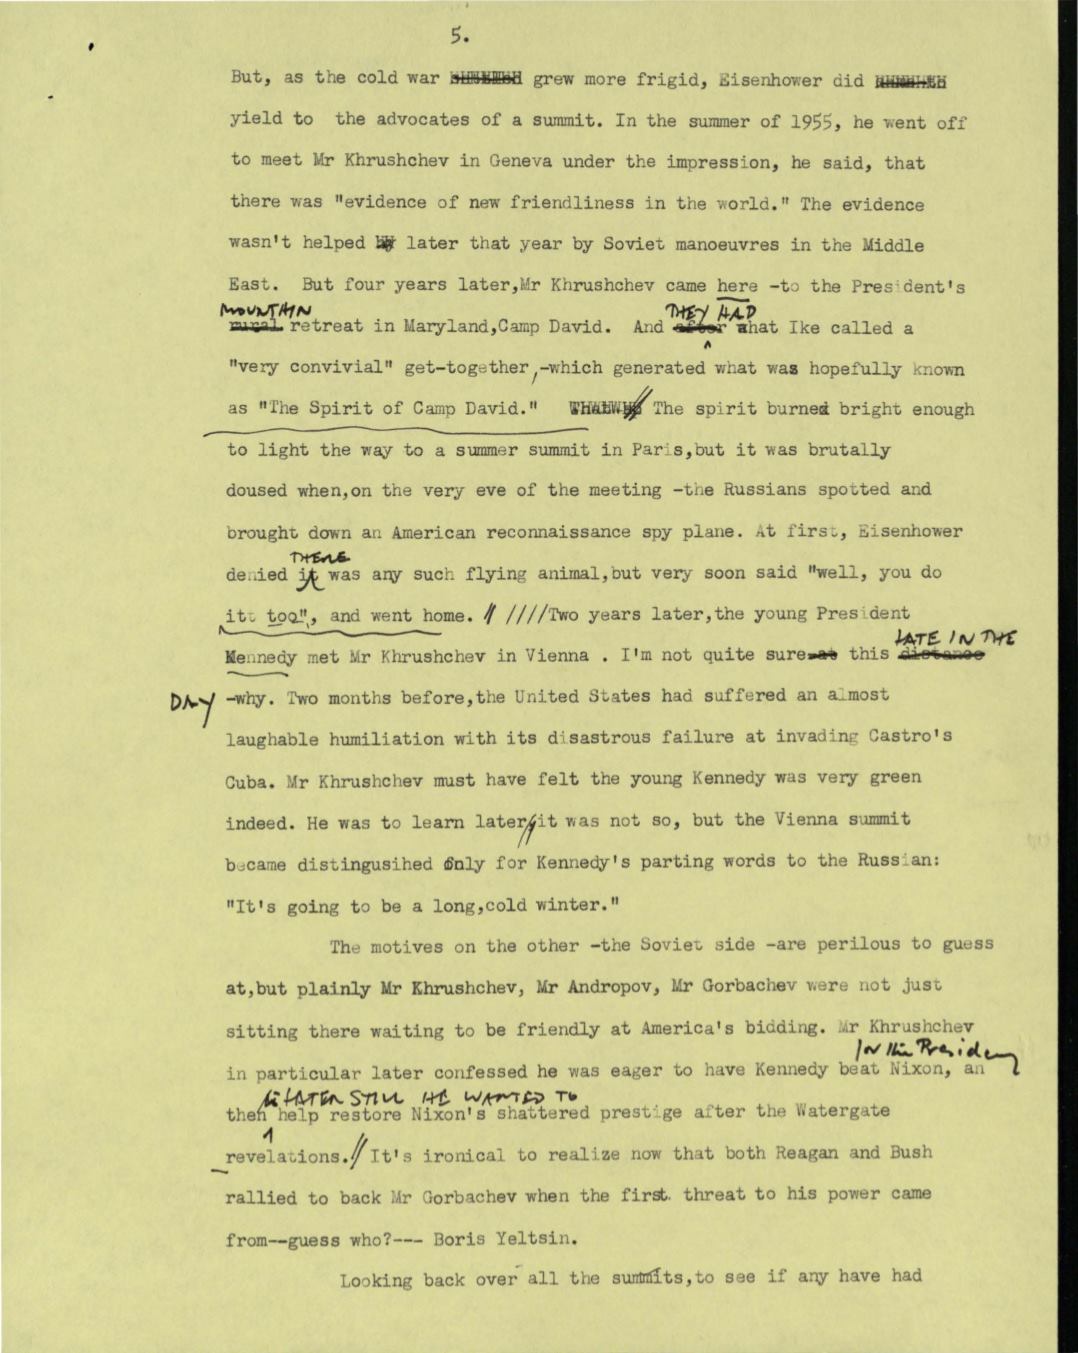 5.
But, as the cold war grew more frigid, Eisenhower did
yield to the advocates of a summit. In the summer of 1955, he went off
to meet Mr Khrushchev in Geneva under the impression, he said, that
there was "evidence of new friendliness in the world." The evidence
wasn't helped later that year by Soviet manoeuvres in the Middle
East. But four years later,Mr Khrushchev came here -to the President's
MOUNTAIN THEY HAD
rural retreat in Maryland,Camp David. And after what Ike called a
"very convivial" get-together,-which generated what was hopefully known
as "The Spirit of Camp David." // The spirit burned bright enough
to light the way to a summer summit in Paris,but it was brutally
doused when,on the very eve of the meeting -the Russians spotted and
brought down an American reconnaissance spy plane. At first, Eisenhower
THERE
denied it was any such flying animal,but very soon said "well, you do
it too", and went home. // ////Two years later,the young President
LATE IN THE
Kennedy met Mr Khrushchev in Vienna . I'm not quite sure at this distance
DAY -why. Two months before,the United States had suffered an almost
laughable humiliation with its disastrous failure at invading Castro's
Cuba. Mr Khrushchev must have felt the young Kennedy was very green
indeed. He was to learn later//it was not so, but the Vienna summit
became distingusihed only for Kennedy's parting words to the Russian:
"It's going to be a long,cold winter."
The motives on the other -the Soviet side -are perilous to guess
at,but plainly Mr Khrushchev, Mr Andropov, Mr Gorbachev were not just
sitting there waiting to be friendly at America's bidding. Mr Khrushchev
for the Presidency
in particular later confessed he was eager to have Kennedy beat Nixon, an
LATER STILL HE WANTED TO
then help restore Nixon's shattered prestige after the Watergate
revelations.// It's ironical to realize now that both Reagan and Bush
rallied to back Mr Gorbachev when the first threat to his power came
from--guess who?--- Boris Yeltsin.
Looking back over all the summits,to see if any have had